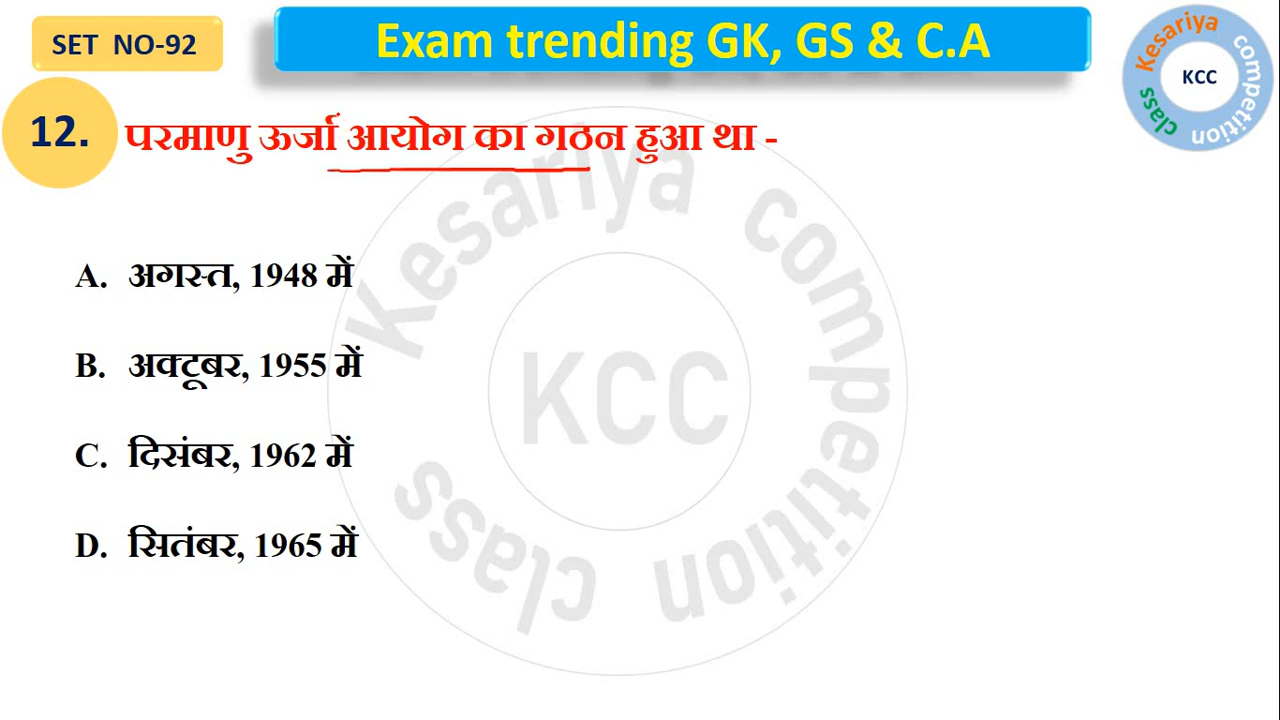 SET NO-92
Exam trending GK, GS & C.A
Kesariya competition class
KCC
12. परमाणु ऊर्जा आयोग का गठन हुआ था -
A. अगस्त, 1948 में
B. अक्टूबर, 1955 में
C. दिसंबर, 1962 में
D. सितंबर, 1965 में
Kesariya competition class
KCC